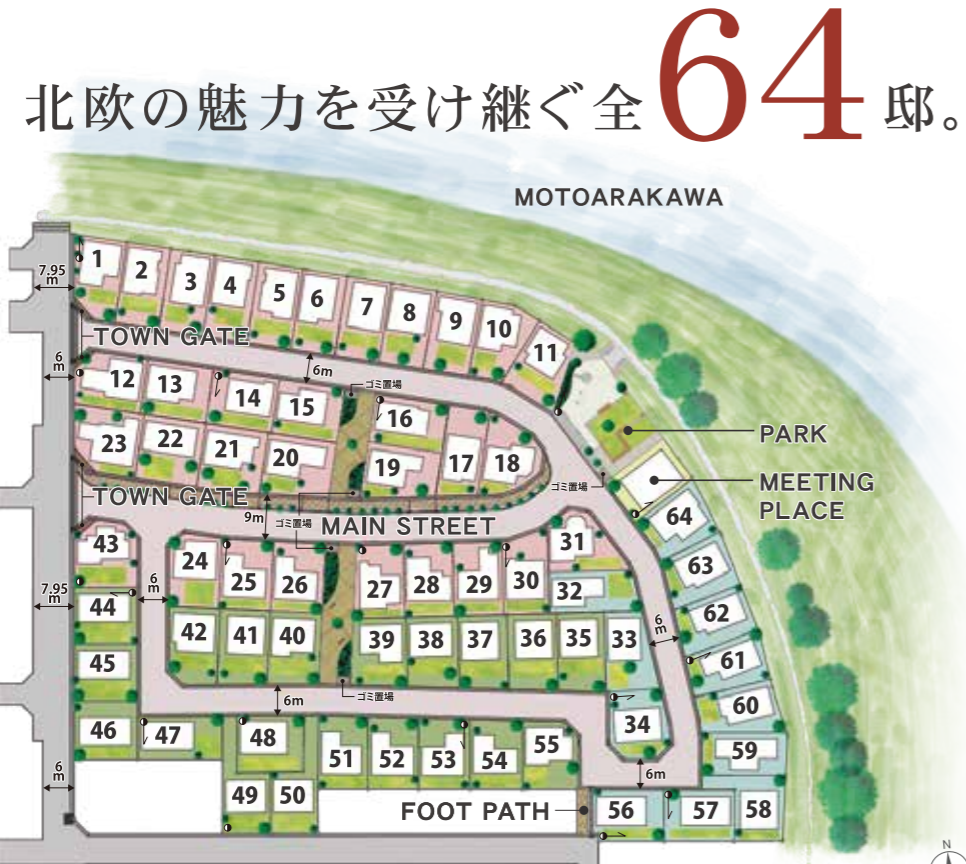 北欧の魅力を受け継ぐ全64邸。
MOTOARAKAWA
1 2 3 4 5 6 7 8 9 10 11
7.95m
TOWN GATE
6m
6m
ゴミ置場
12 13 14 15 16
23 22 21 20 19 17 18
PARK
MEETING PLACE
ゴミ置場
TOWN GATE
9m
ゴミ置場
MAIN STREET
64
43 24 25 26 27 28 29 30 31
32
63
7.95m
44
6m
62
42 41 40 39 38 37 36 35 33
6m
45
61
6m
ゴミ置場
60
46 47 48
34
51 52 53 54 55
59
6m
6m
49 50
FOOT PATH
56 57 58
N